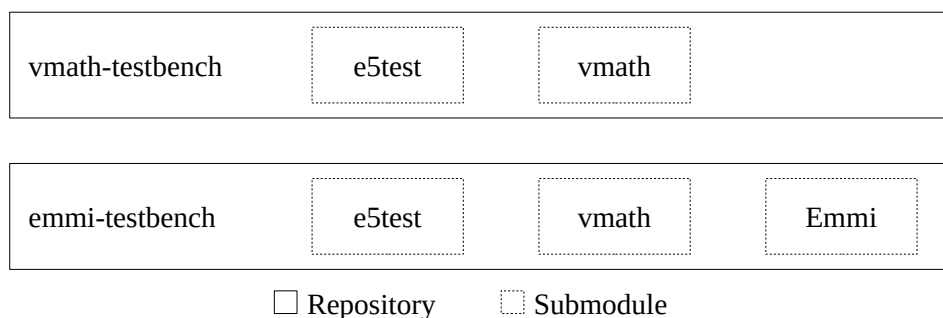 vmath-testbench e5test vmath
emmi-testbench e5test vmath Emmi
Repository Submodule